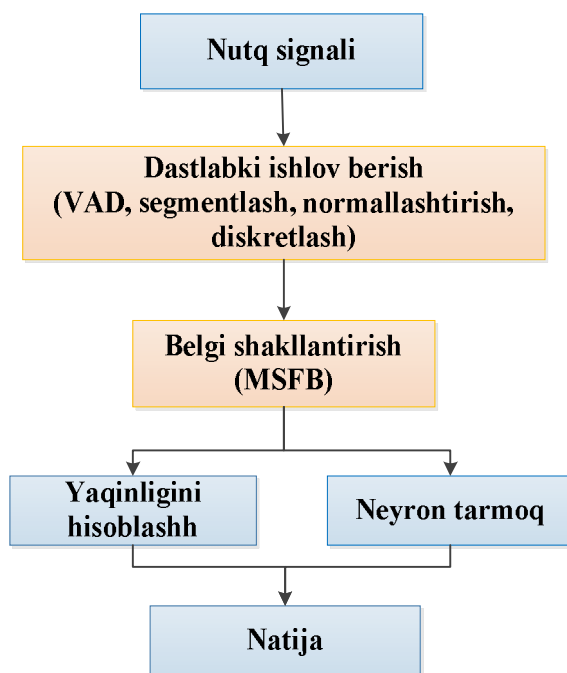 Nutq signali
Dastlabki ishlov berish
(VAD, segmentlash, normallashtirish,
diskretlash)
Belgi shakllantirish
(MSFB)
Yaqinligini
hisoblashh
Neyron tarmoq
Natija